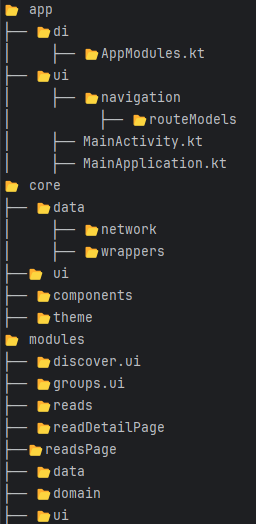 app
├── di
│    ├── AppModules.kt
├── ui
│    ├── navigation
│          ├── routeModels
│    ├── MainActivity.kt
│    ├── MainApplication.kt
core
├── data
│    ├── network
│    ├── wrappers
├── ui
├── components
├── theme
modules
├── discover.ui
├── groups.ui
├── reads
├── readDetailPage
├──readsPage
├── data
├── domain
├── ui